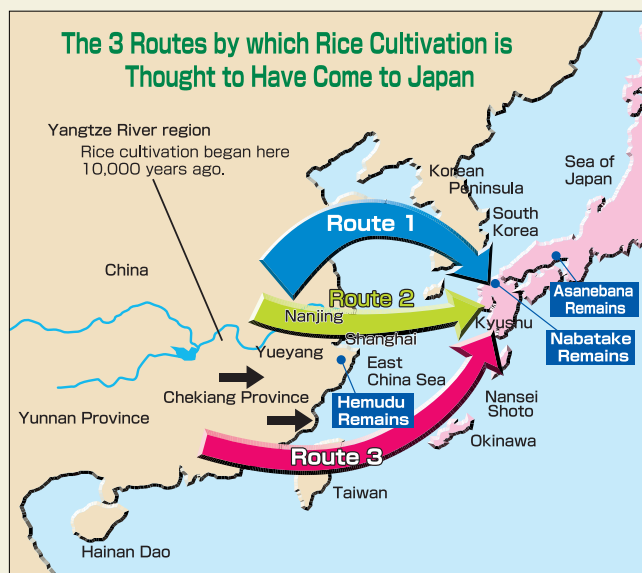 The 3 Routes by which Rice Cultivation is
Thought to Have Come to Japan
Yangtze River region
Rice cultivation began here
10,000 years ago.
Korean
Peninsula
Sea of
Japan
South
Korea
Route 1
China
Asanebana
Remains
Route 2
Nanjing
Kyushu
Nabatake
Remains
Shanghai
Yueyang
East
China Sea
Chekiang Province
Hemudu
Remains
Nansei
Shoto
Yunnan Province
Okinawa
Route 3
Taiwan
Hainan Dao